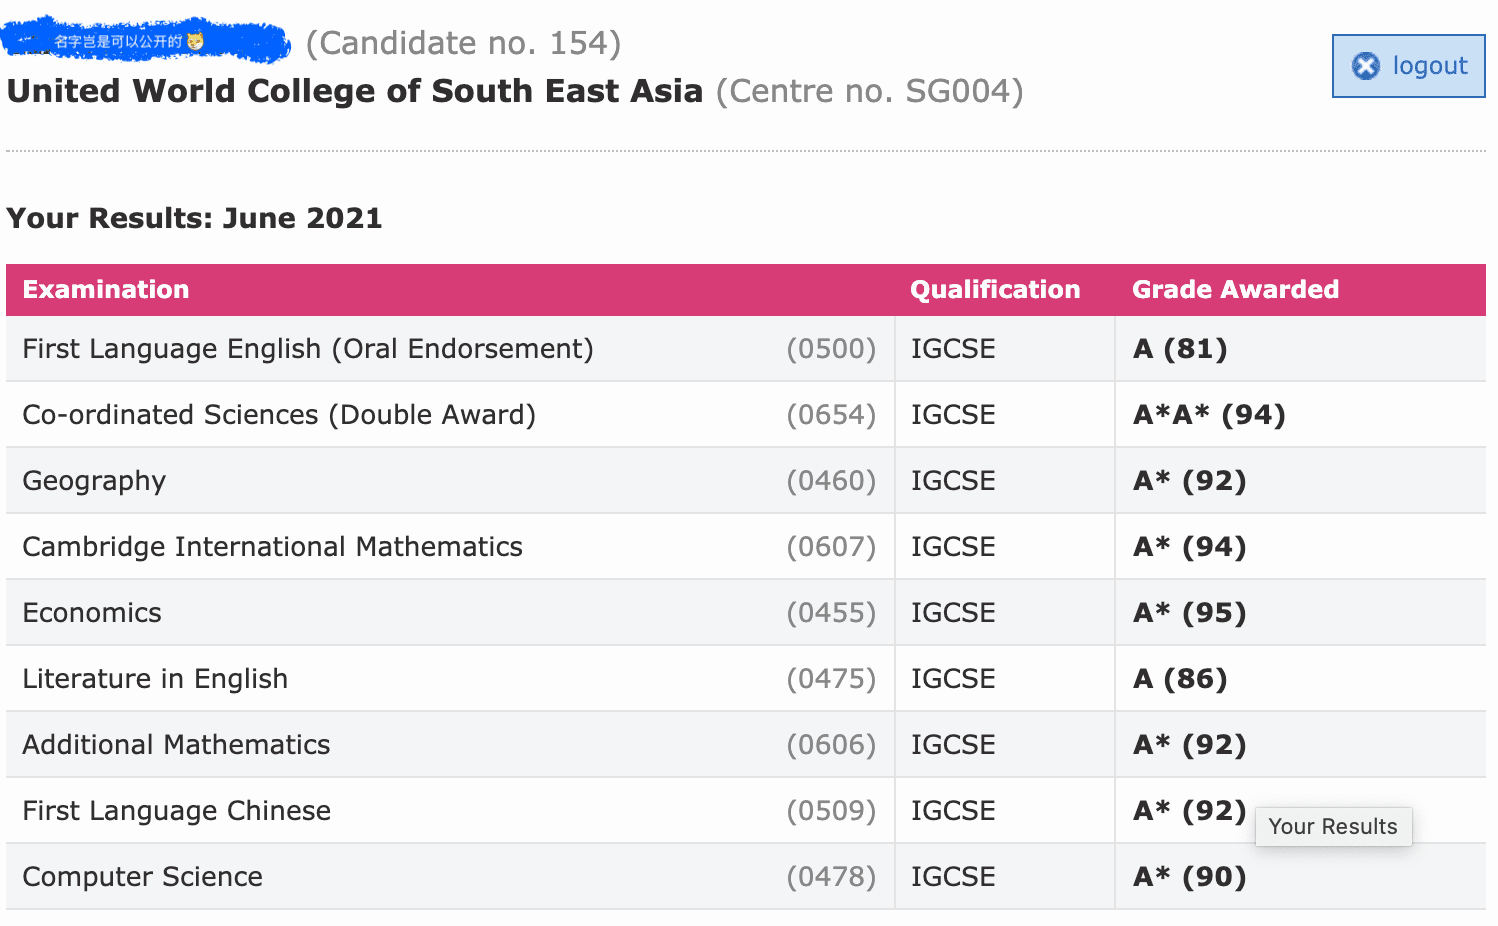 名字岂是可以公开的 (Candidate no. 154)
United World College of South East Asia (Centre no. SG004)
logout
Your Results: June 2021
Examination Qualification Grade Awarded
First Language English (Oral Endorsement) (0500) IGCSE A (81)
Co-ordinated Sciences (Double Award) (0654) IGCSE A*A* (94)
Geography (0460) IGCSE A* (92)
Cambridge International Mathematics (0607) IGCSE A* (94)
Economics (0455) IGCSE A* (95)
Literature in English (0475) IGCSE A (86)
Additional Mathematics (0606) IGCSE A* (92)
First Language Chinese (0509) IGCSE A* (92)
Your Results
Computer Science (0478) IGCSE A* (90)